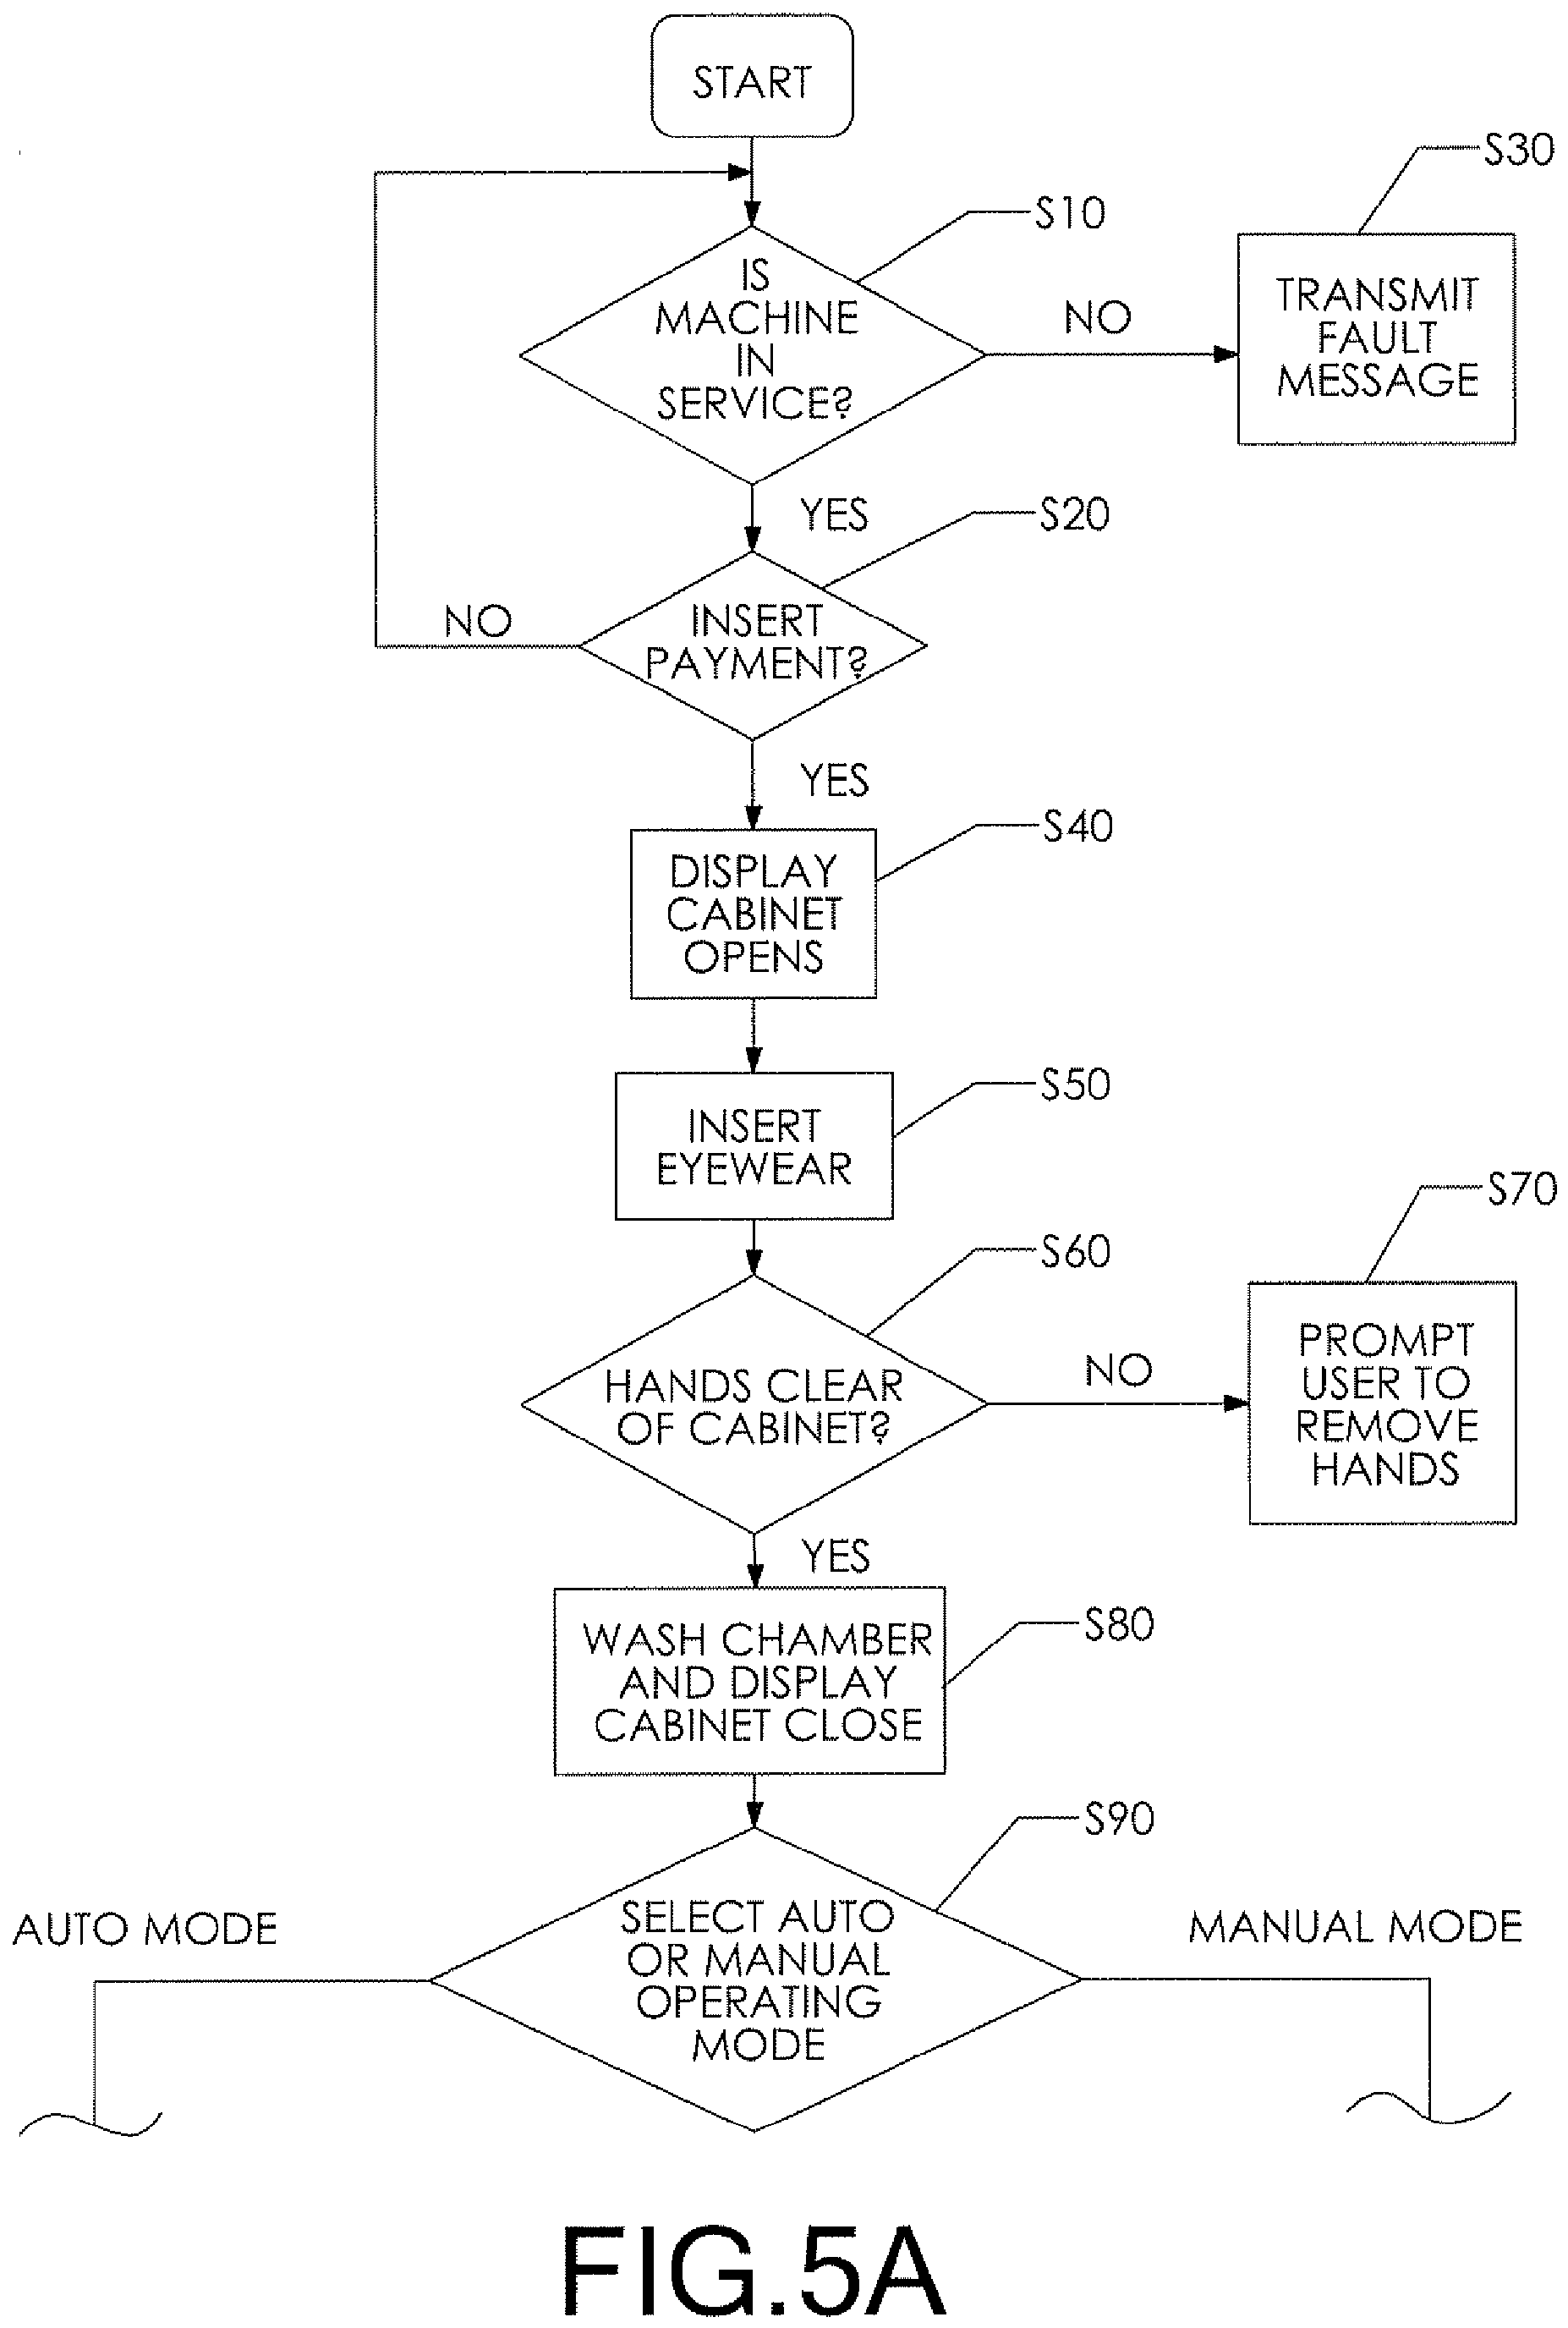 START
S30
S10
IS
MACHINE
IN
SERVICE?
NO
TRANSMIT
FAULT
MESSAGE
YES
S20
NO
INSERT
PAYMENT?
YES
S40
DISPLAY
CABINET
OPENS
S50
INSERT
EYEWEAR
S70
S60
HANDS CLEAR
OF CABINET?
NO
PROMPT
USER TO
REMOVE
HANDS
YES
S80
WASH CHAMBER
AND DISPLAY
CABINET CLOSE
S90
AUTO MODE
SELECT AUTO
OR MANUAL
OPERATING
MODE
MANUAL MODE
FIG.5A